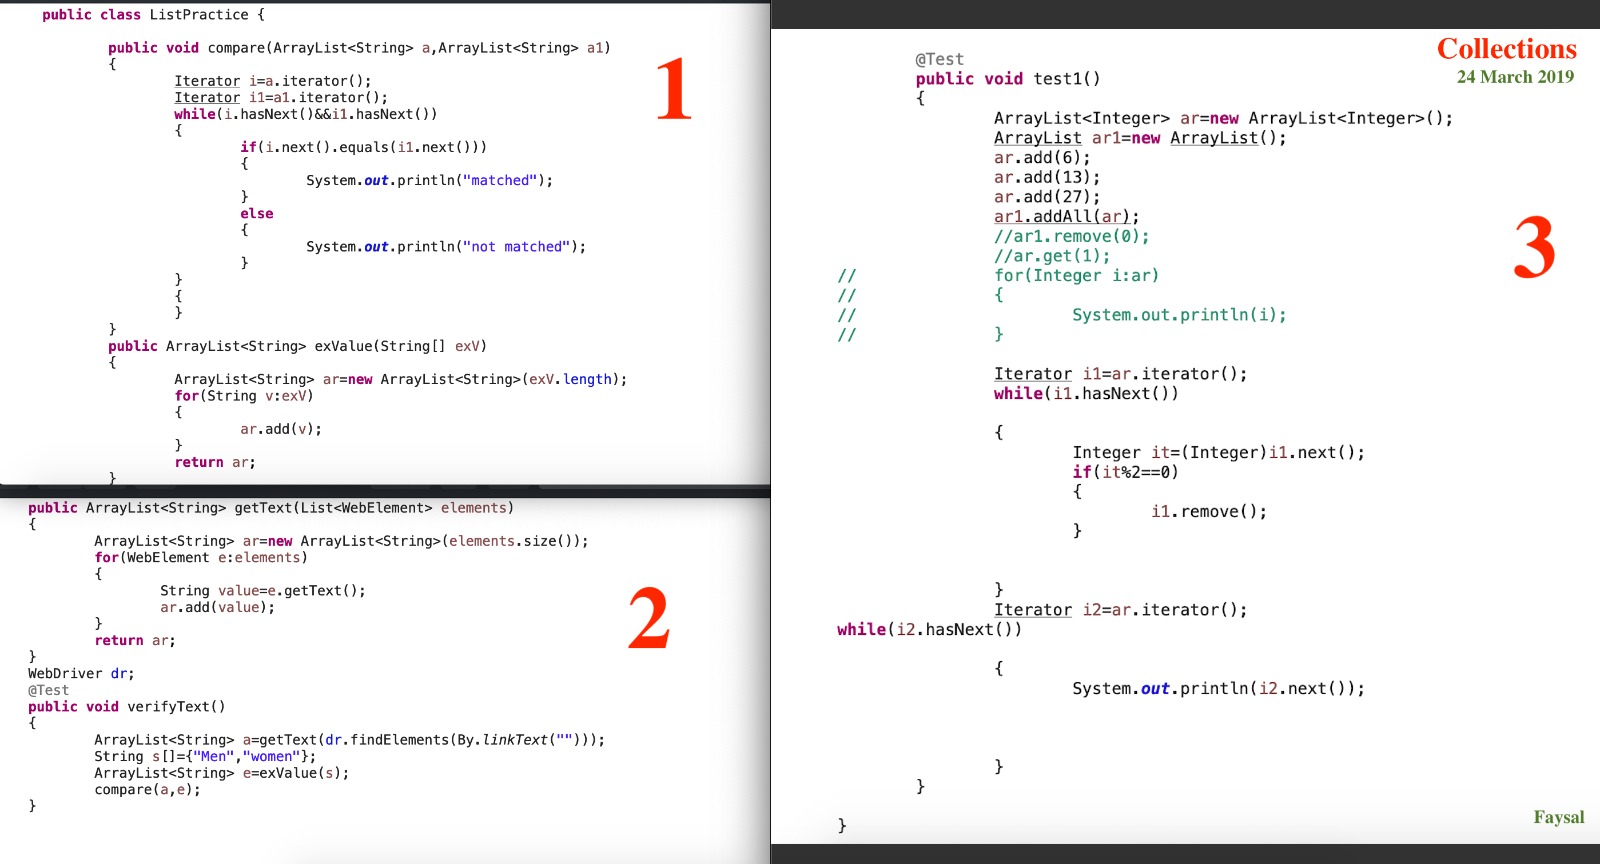 public class ListPractice {
public void compare(ArrayList<String> a,ArrayList<String> a1)
{
Iterator i=a.iterator();
Iterator i1=a1.iterator();
while(i.hasNext()&&i1.hasNext())
{
if(i.next().equals(i1.next()))
{
System.out.println("matched");
}
else
{
System.out.println("not matched");
}
}
{
}
}
public ArrayList<String> exValue(String[] exV)
{
ArrayList<String> ar=new ArrayList<String>(exV.length);
for(String v:exV)
{
ar.add(v);
}
return ar;
}
1
public ArrayList<String> getText(List<WebElement> elements)
{
ArrayList<String> ar=new ArrayList<String>(elements.size());
for(WebElement e:elements)
{
String value=e.getText();
ar.add(value);
}
return ar;
}
WebDriver dr;
@Test
public void verifyText()
{
ArrayList<String> a=getText(dr.findElements(By.linkText("")));
String s[]={"Men","women"};
ArrayList<String> e=exValue(s);
compare(a,e);
}
2
Collections
24 March 2019
@Test
public void test1()
{
ArrayList<Integer> ar=new ArrayList<Integer>();
ArrayList ar1=new ArrayList();
ar.add(6);
ar.add(13);
ar.add(27);
ar1.addAll(ar);
//ar1.remove(0);
//ar.get(1);
// for(Integer i:ar)
// {
// System.out.println(i);
// }
Iterator i1=ar.iterator();
while(i1.hasNext())
{
Integer it=(Integer)i1.next();
if(it%2==0)
{
i1.remove();
}
}
Iterator i2=ar.iterator();
while(i2.hasNext())
{
System.out.println(i2.next());
}
}
}
3
Faysal